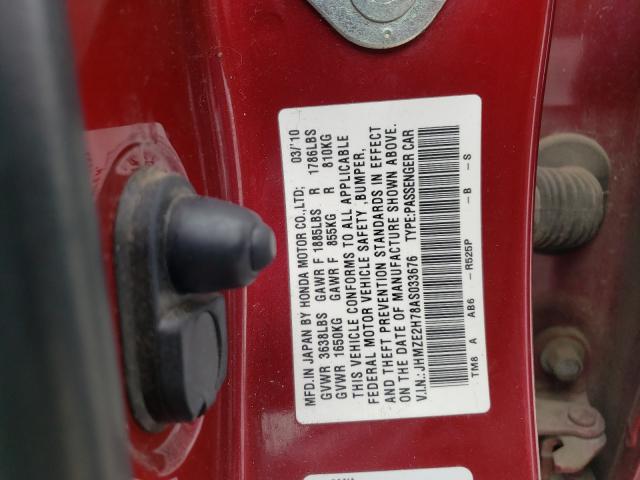 MFD.IN JAPAN BY HONDA MOTOR CO.,LTD; 03/'10
GVWR 3638LBS GAWR F 1885LBS R 1786LBS
GVWR 1650KG GAWR F 855KG R 810KG
THIS VEHICLE CONFORMS TO ALL APPLICABLE
FEDERAL MOTOR VEHICLE SAFETY ,BUMPER,
AND THEFT PREVENTION STANDARDS IN EFFECT
ON THE DATE OF MANUFACTURE SHOWN ABOVE.
V.I.N.: JHMZE2H78AS033676 TYPE:PASSENGER CAR
TM8 A AB6 -R525P -B -S